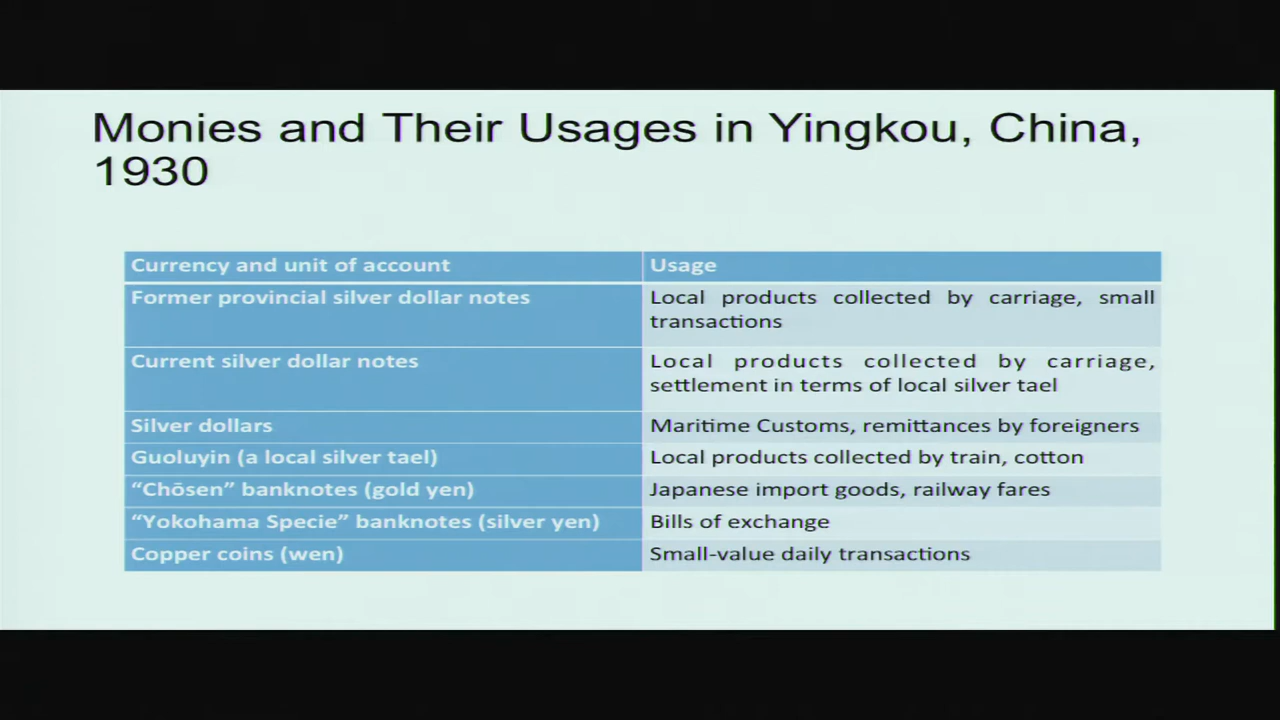 Monies and Their Usages in Yingkou, China,
1930
Currency and unit of account
Usage
Former provincial silver dollar notes
Local products collected by carriage, small
transactions
Current silver dollar notes
Local products collected by carriage,
settlement in terms of local silver tael
Silver dollars
Maritime Customs, remittances by foreigners
Guoluyin (a local silver tael)
Local products collected by train, cotton
“Chōsen” banknotes (gold yen)
Japanese import goods, railway fares
“Yokohama Specie” banknotes (silver yen)
Bills of exchange
Copper coins (wen)
Small-value daily transactions